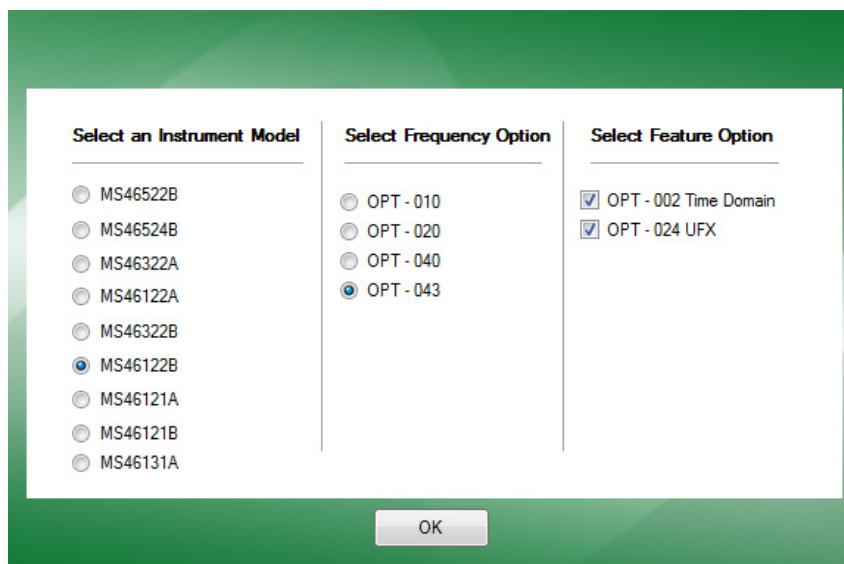 Select an Instrument Model
MS46522B
MS46524B
MS46322A
MS46122A
MS46322B
MS46122B
MS46121A
MS46121B
MS46131A
Select Frequency Option
OPT - 010
OPT - 020
OPT - 040
OPT - 043
Select Feature Option
OPT - 002 Time Domain
OPT - 024 UFX
OK